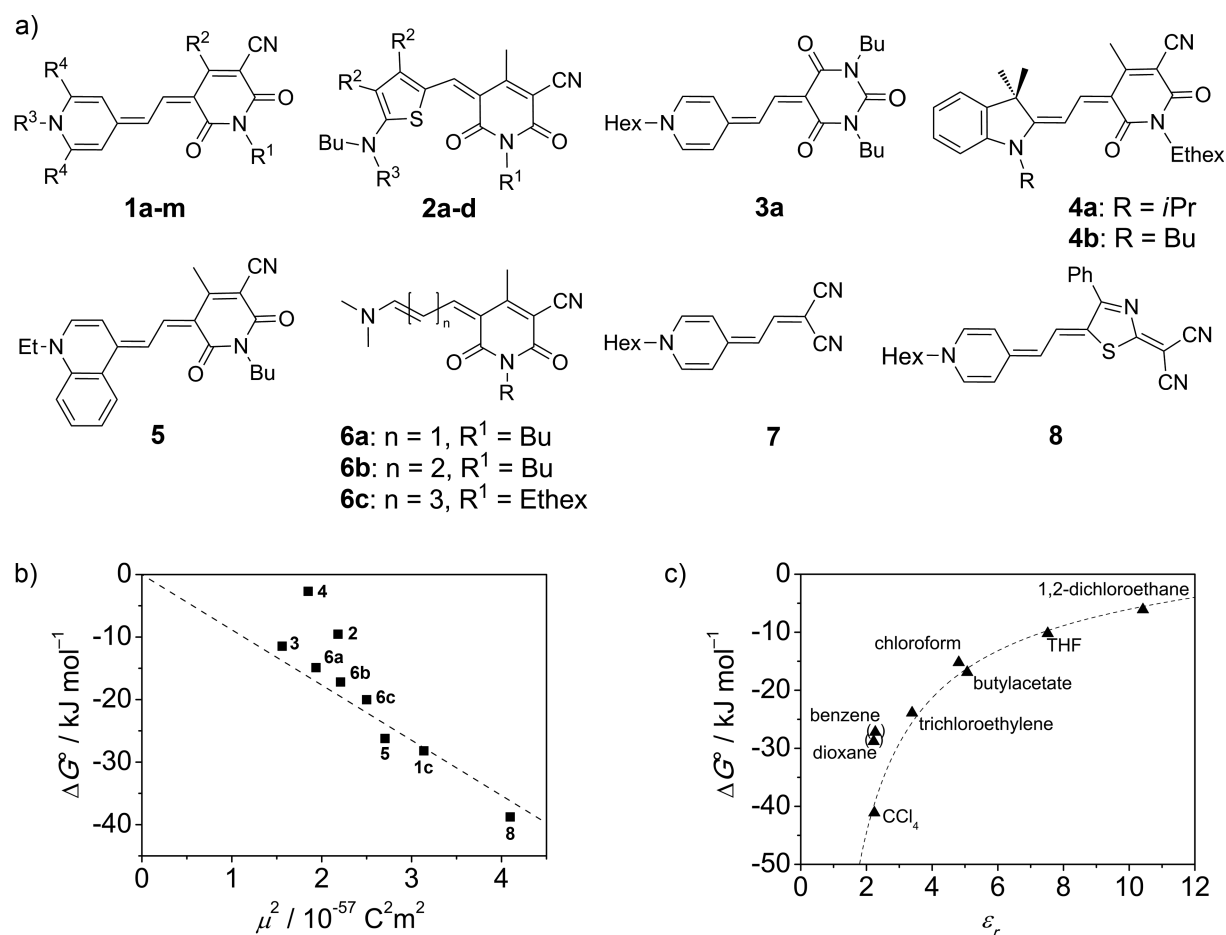 a)
R²
CN
R⁴
R³
N
O
O
N
R¹
R⁴
1a-m
R²
R²
CN
S
O
O
Bu
N
N
R³
R¹
2a-d
Bu
O
N
O
Hex
N
O
N
Bu
3a
CN
O
N
O
N
R
Ethex
4a: R = iPr
4b: R = Bu
CN
O
Et
N
O
N
Bu
5
N
n
CN
O
O
N
R
6a: n = 1, R¹ = Bu
6b: n = 2, R¹ = Bu
6c: n = 3, R¹ = Ethex
CN
CN
Hex
N
7
Ph
N
S
CN
CN
Hex
N
8
b)
0
-10
-20
-30
-40
ΔG° / kJ mol⁻¹
4
2
3
6a
6b
6c
5
1c
8
0
1
2
3
4
μ² / 10⁻⁵⁷ C²m²
c)
0
-10
-20
-30
-40
-50
ΔG° / kJ mol⁻¹
1,2-dichloroethane
THF
chloroform
butylacetate
trichloroethylene
benzene
( )
dioxane
( )
CCl₄
0
2
4
6
8
10
12
εᵣ